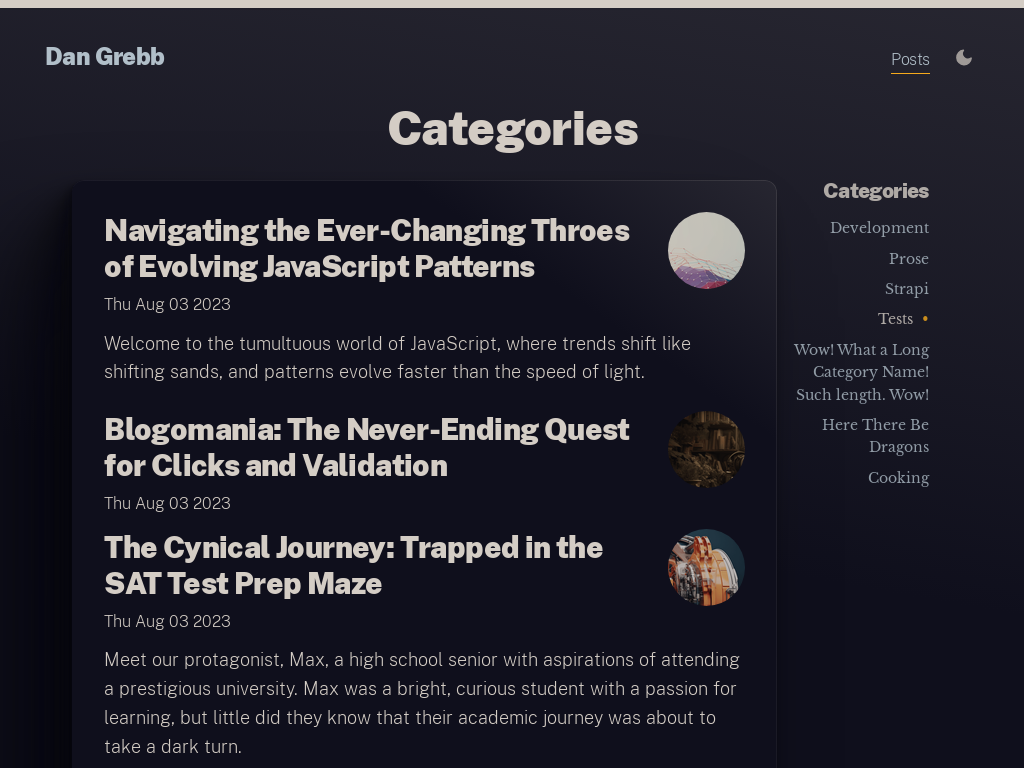 Dan Grebb
Posts
Categories
Navigating the Ever-Changing Throes
of Evolving JavaScript Patterns
Thu Aug 03 2023
Welcome to the tumultuous world of JavaScript, where trends shift like
shifting sands, and patterns evolve faster than the speed of light.
Blogomania: The Never-Ending Quest
for Clicks and Validation
Thu Aug 03 2023
The Cynical Journey: Trapped in the
SAT Test Prep Maze
Thu Aug 03 2023
Meet our protagonist, Max, a high school senior with aspirations of attending
a prestigious university. Max was a bright, curious student with a passion for
learning, but little did they know that their academic journey was about to
take a dark turn.
Categories
Development
Prose
Strapi
Tests •
Wow! What a Long
Category Name!
Such length. Wow!
Here There Be
Dragons
Cooking